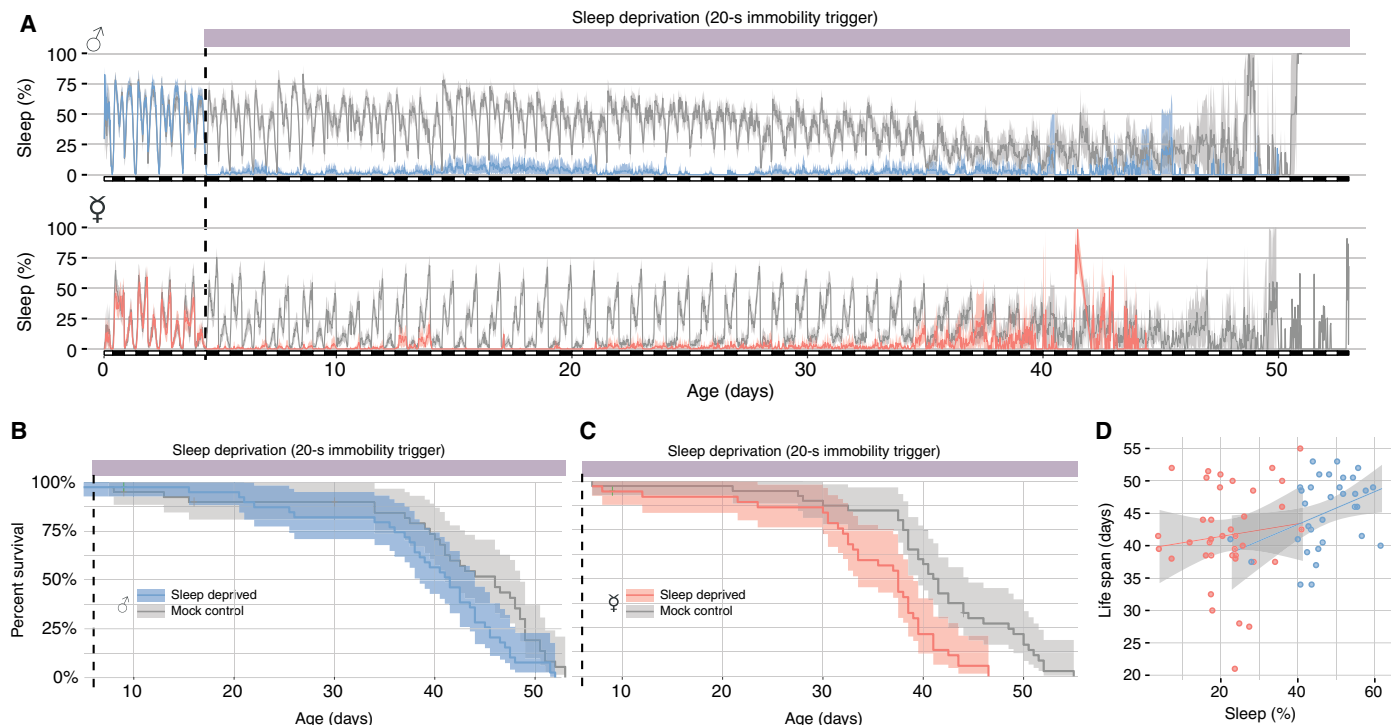 A
Sleep deprivation (20-s immobility trigger)
♂
100
75
50
25
0
Sleep (%)
☿
100
75
50
25
0
Sleep (%)
0 10 20 30 40 50
Age (days)
B
Sleep deprivation (20-s immobility trigger)
100%
75%
50%
25%
0%
Percent survival
♂
Sleep deprived
Mock control
10 20 30 40 50
Age (days)
C
Sleep deprivation (20-s immobility trigger)
☿
Sleep deprived
Mock control
10 20 30 40 50
Age (days)
D
55
50
45
40
35
30
25
20
Life span (days)
20 40 60
Sleep (%)